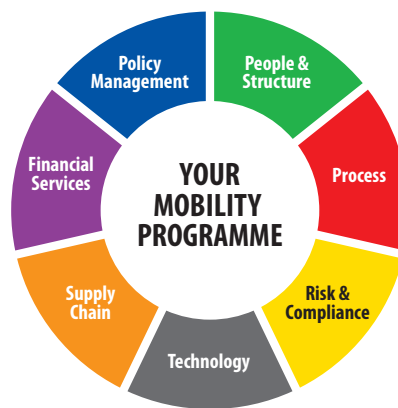 Policy
Management
People &
Structure
Process
Risk &
Compliance
Technology
Supply
Chain
Financial
Services
YOUR
MOBILITY
PROGRAMME